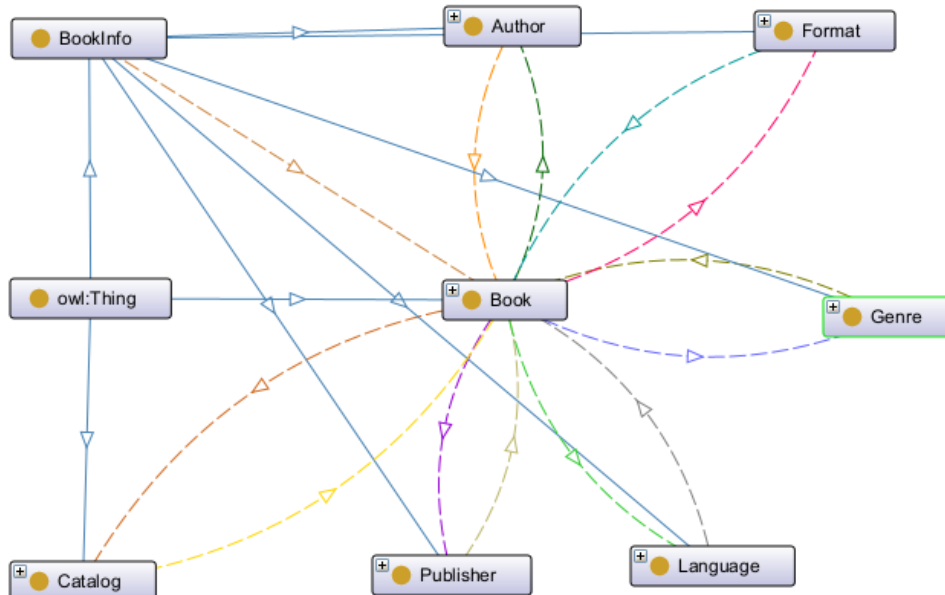 BookInfo
Author
Format
owl:Thing
Book
Genre
Catalog
Publisher
Language